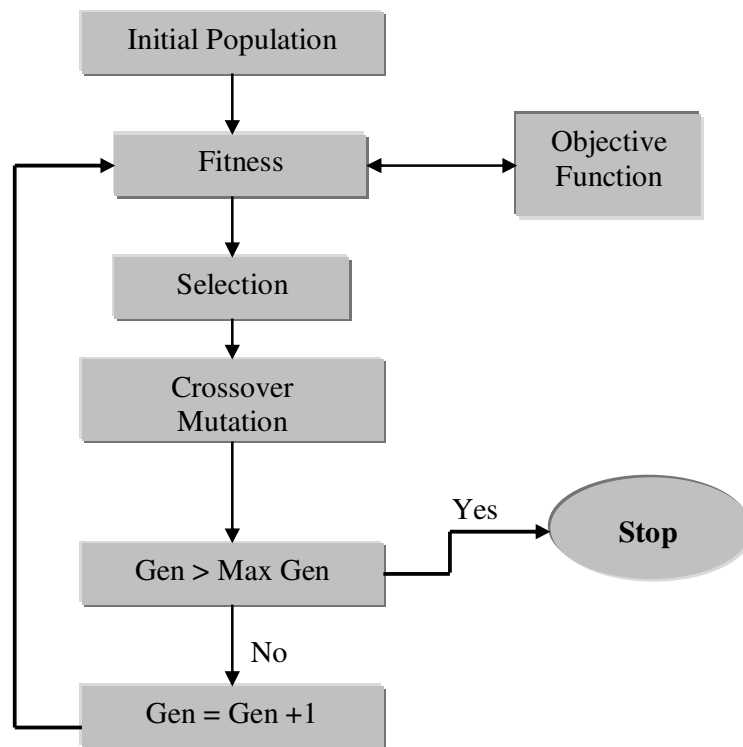 Initial Population
Fitness
Objective
Function
Selection
Crossover
Mutation
Yes
Stop
Gen > Max Gen
No
Gen = Gen +1